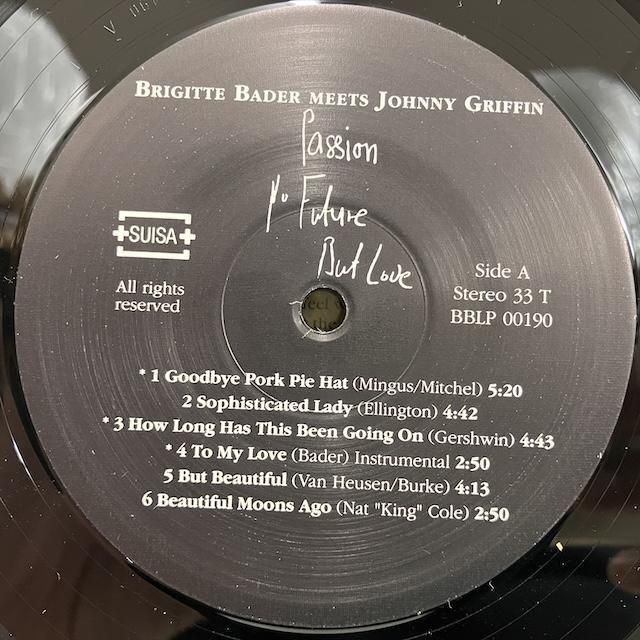 BRIGITTE BADER MEETS JOHNNY GRIFFIN
Passion
No Future
But Love
SUISA
All rights
reserved
Side A
Stereo 33 T
BBLP 00190
* 1 Goodbye Pork Pie Hat (Mingus/Mitchel) 5:20
2 Sophisticated Lady (Ellington) 4:42
* 3 How Long Has This Been Going On (Gershwin) 4:43
* 4 To My Love (Bader) Instrumental 2:50
5 But Beautiful (Van Heusen/Burke) 4:13
6 Beautiful Moons Ago (Nat "King" Cole) 2:50